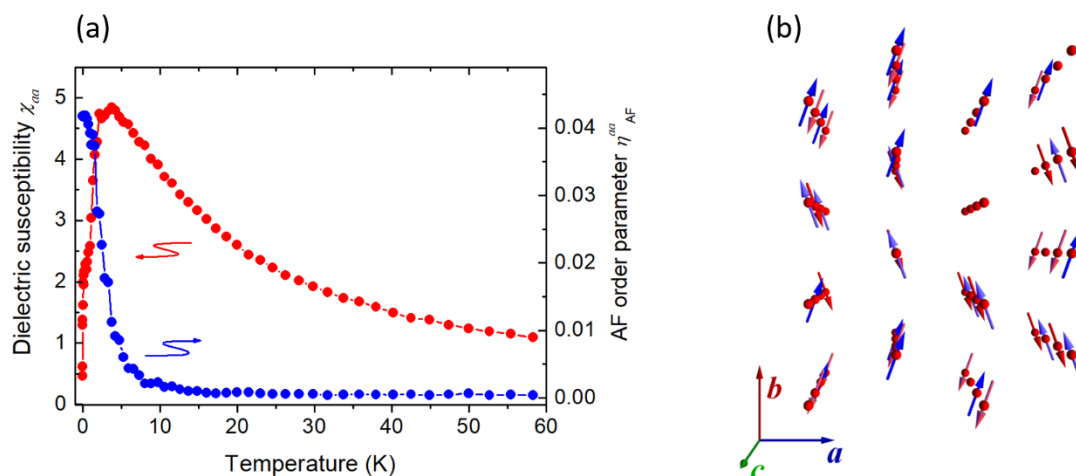 (a)
Dielectric susceptibility χaa
5
4
3
2
1
0
0 10 20 30 40 50 60
Temperature (K)
0.04
0.03
0.02
0.01
0.00
AF order parameter ηaaAF
(b)
b
a
c